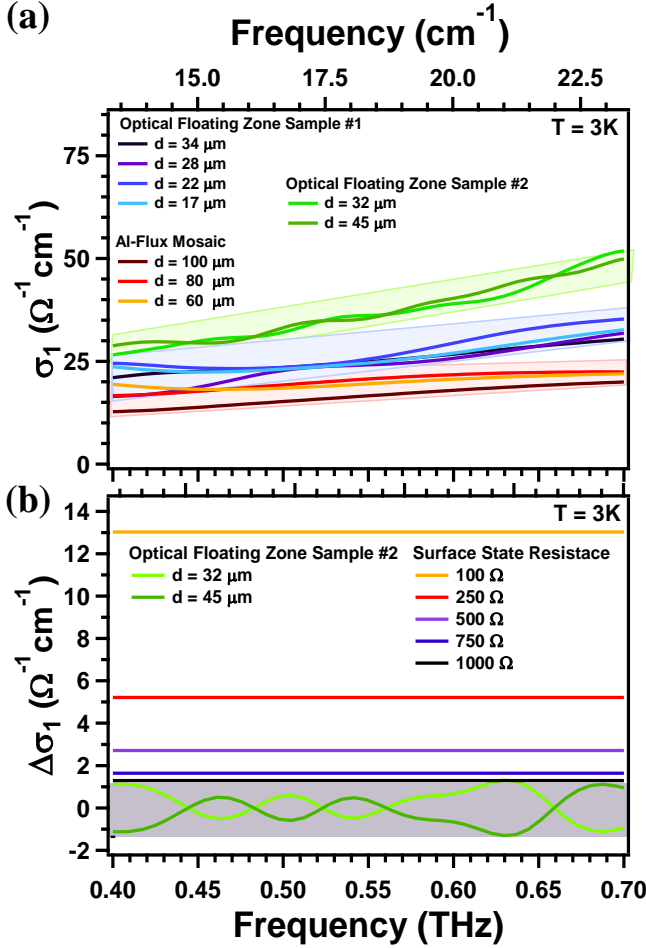 (a)
Frequency (cm⁻¹)
15.0 17.5 20.0 22.5
T = 3K
Optical Floating Zone Sample #1
d = 34 μm
d = 28 μm
d = 22 μm
d = 17 μm
Optical Floating Zone Sample #2
d = 32 μm
d = 45 μm
Al-Flux Mosaic
d = 100 μm
d = 80 μm
d = 60 μm
75
50
25
0
σ₁ (Ω⁻¹ cm⁻¹)
(b)
T = 3K
Optical Floating Zone Sample #2
d = 32 μm
d = 45 μm
Surface State Resistace
100 Ω
250 Ω
500 Ω
750 Ω
1000 Ω
14
12
10
8
6
4
2
0
-2
Δσ₁ (Ω⁻¹ cm⁻¹)
0.40 0.45 0.50 0.55 0.60 0.65 0.70
Frequency (THz)